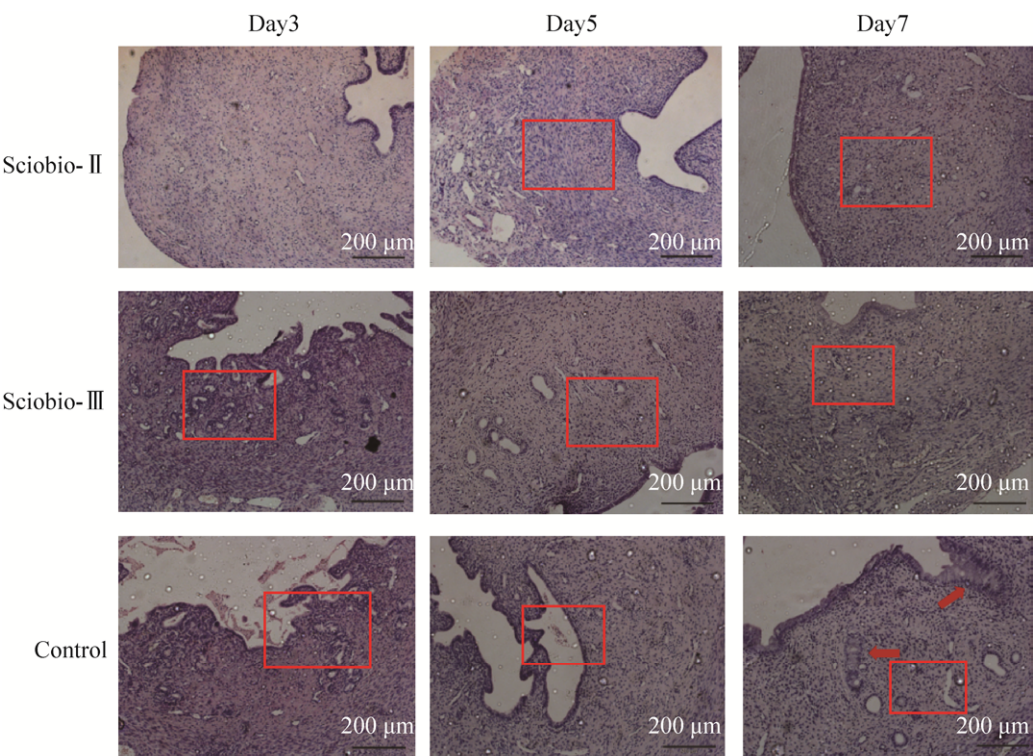 Day3 Day5 Day7
Sciobio-Ⅱ
200 μm 200 μm 200 μm
Sciobio-Ⅲ
200 μm 200 μm 200 μm
Control
200 μm 200 μm 200 μm